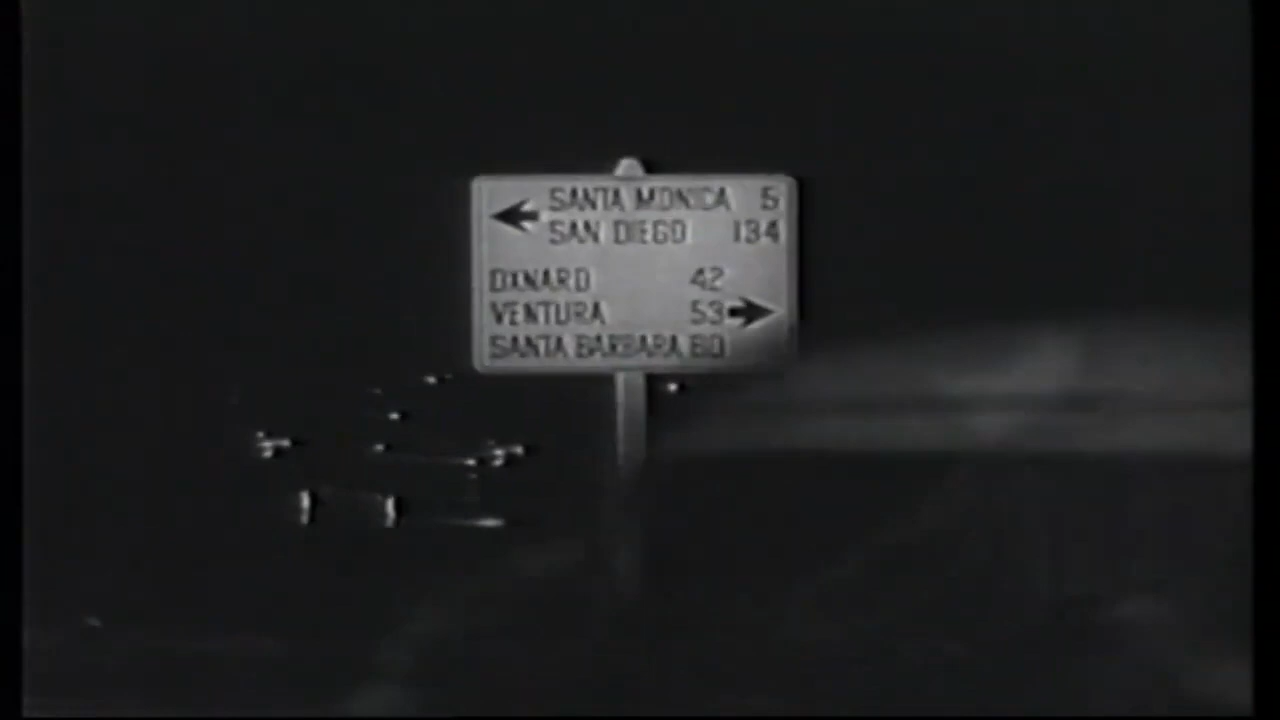 SANTA MONICA 5
SAN DIEGO 134
OXNARD 42
VENTURA 53
SANTA BARBARA 80